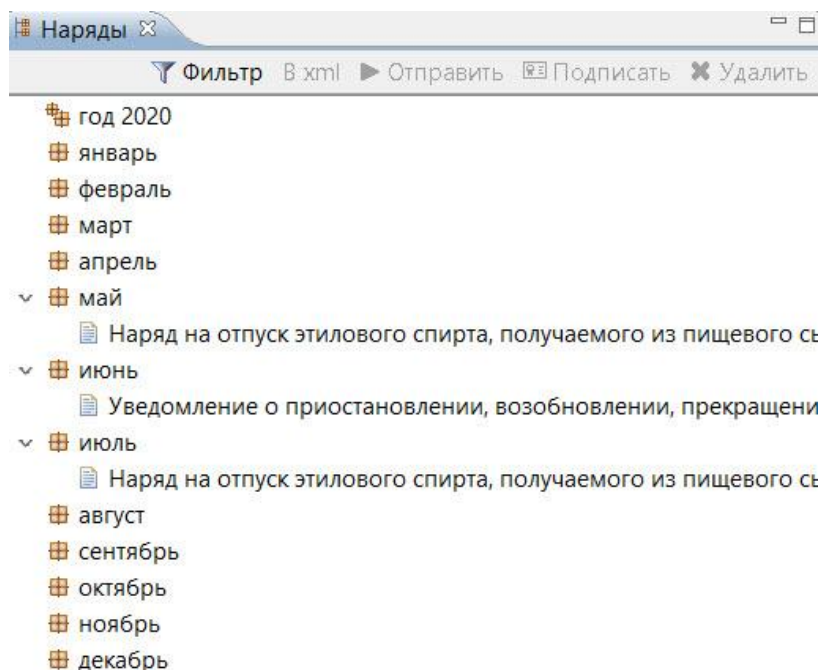 Наряды
Фильтр В xml Отправить Подписать Удалить
год 2020
январь
февраль
март
апрель
май
Наряд на отпуск этилового спирта, получаемого из пищевого сы
июнь
Уведомление о приостановлении, возобновлении, прекращени
июль
Наряд на отпуск этилового спирта, получаемого из пищевого сы
август
сентябрь
октябрь
ноябрь
декабрь